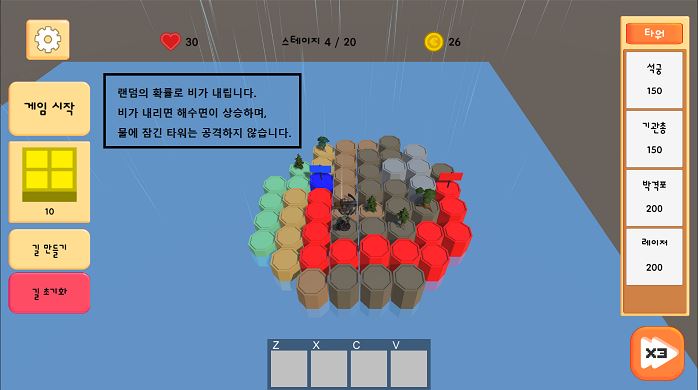 30
스테이지 4 / 20
26
타워
랜덤의 확률로 비가 내립니다.
비가 내리면 해수면이 상승하며,
물에 잠긴 타워는 공격하지 않습니다.
게임 시작
10
길 만들기
길 초기화
석궁
150
기관총
150
박격포
200
레이저
200
X3
Z X C V